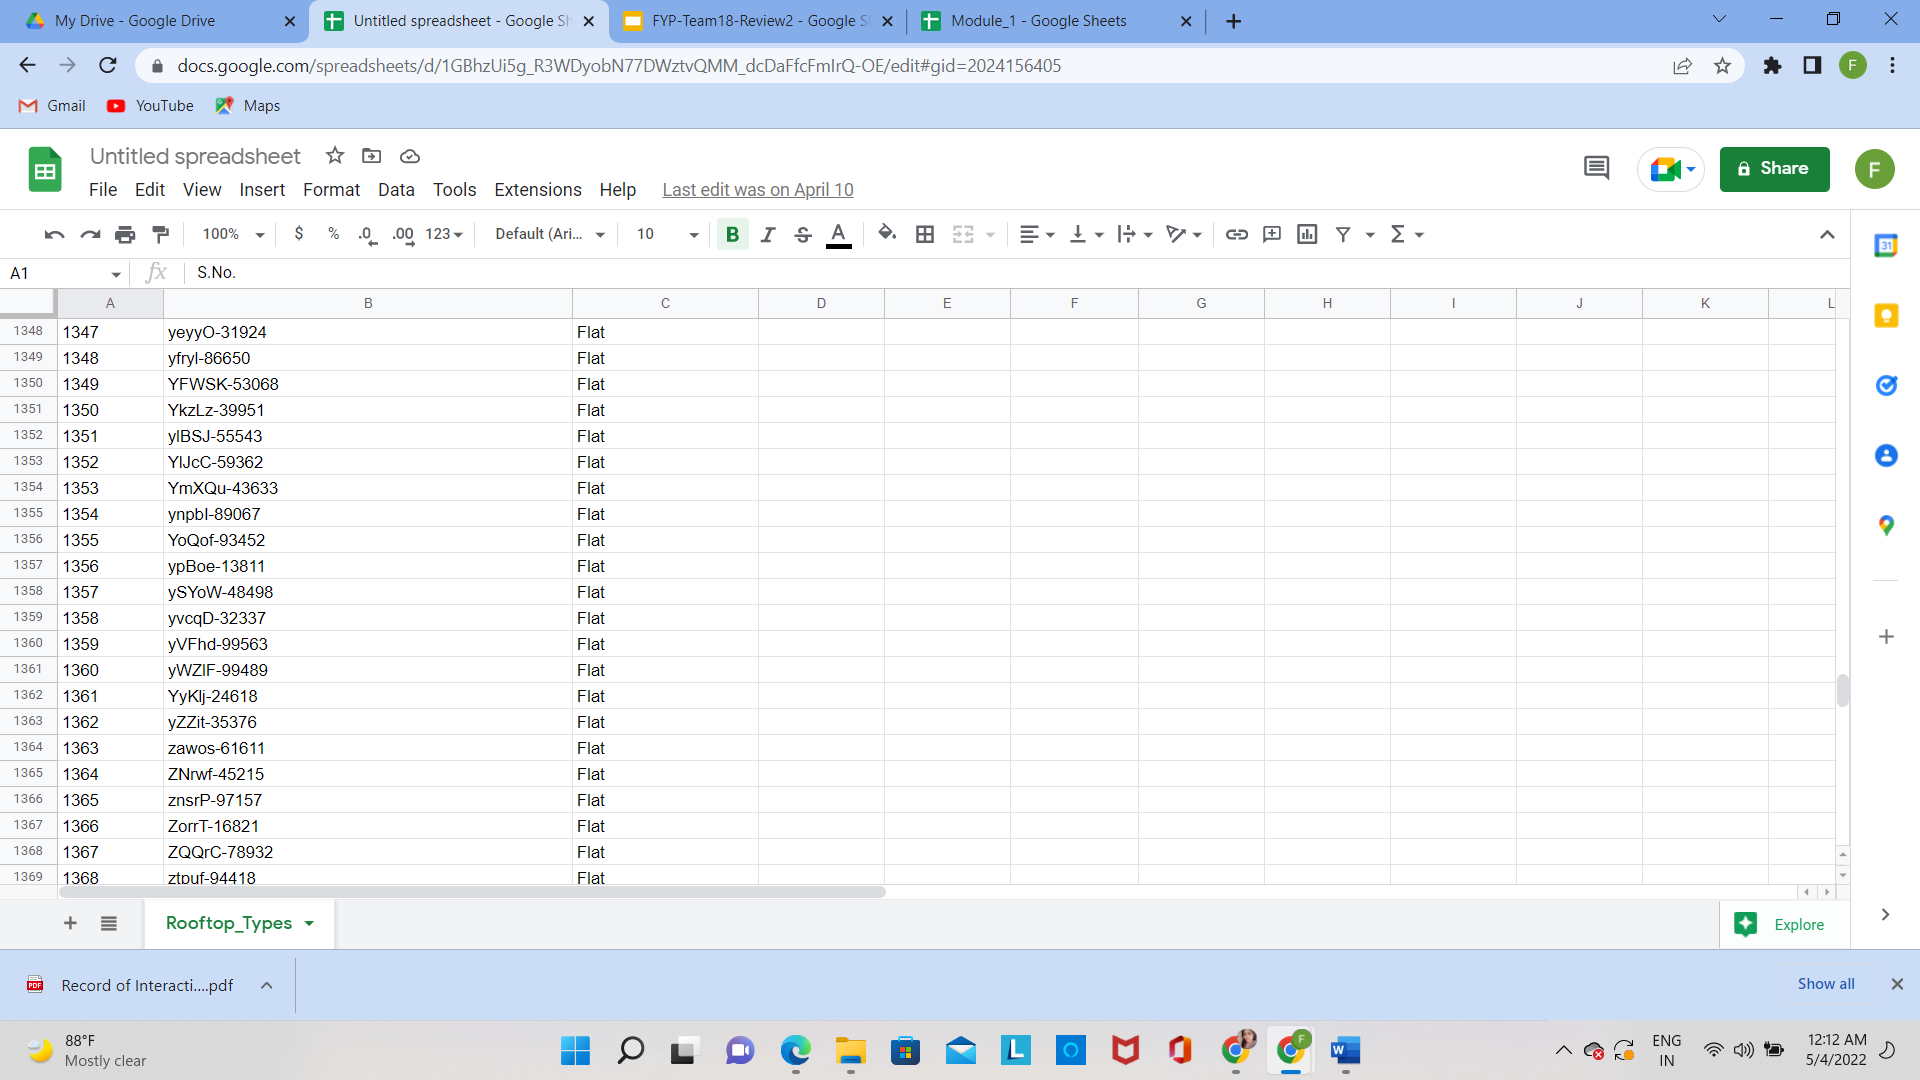 My Drive - Google Drive
Untitled spreadsheet - Google Sh
FYP-Team18-Review2 - Google Sl
Module_1 - Google Sheets
docs.google.com/spreadsheets/d/1GBhzUi5g_R3WDyobN77DWztvQMM_dcDaFfcFmIrQ-OE/edit#gid=2024156405
F
Gmail YouTube Maps
Untitled spreadsheet
File Edit View Insert Format Data Tools Extensions Help Last edit was on April 10
Share
F
100% $ % .0 .00 123 Default (Ari... 10 B I S A Σ
A1 fx S.No.
A B C D E F G H I J K L
1348 1347 yeyyO-31924 Flat
1349 1348 yfryl-86650 Flat
1350 1349 YFWSK-53068 Flat
1351 1350 YkzLz-39951 Flat
1352 1351 ylBSJ-55543 Flat
1353 1352 YlJcC-59362 Flat
1354 1353 YmXQu-43633 Flat
1355 1354 ynpbI-89067 Flat
1356 1355 YoQof-93452 Flat
1357 1356 ypBoe-13811 Flat
1358 1357 ySYoW-48498 Flat
1359 1358 yvcqD-32337 Flat
1360 1359 yVFhd-99563 Flat
1361 1360 yWZIF-99489 Flat
1362 1361 YyKlj-24618 Flat
1363 1362 yZZit-35376 Flat
1364 1363 zawos-61611 Flat
1365 1364 ZNrwf-45215 Flat
1366 1365 znsrP-97157 Flat
1367 1366 ZorrT-16821 Flat
1368 1367 ZQQrC-78932 Flat
1369 1368 ztpuf-94418 Flat
Rooftop_Types
Explore
Record of Interacti....pdf
Show all
88°F
Mostly clear
ENG
IN
12:12 AM
5/4/2022